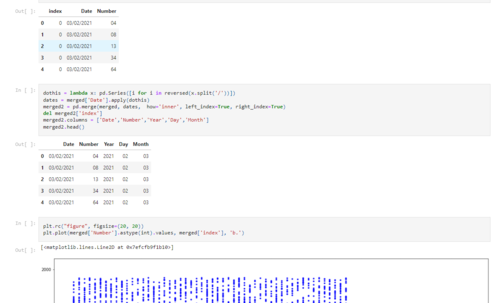 Out[ ]:
index Date Number
0 0 03/02/2021 04
1 0 03/02/2021 08
2 0 03/02/2021 13
3 0 03/02/2021 34
4 0 03/02/2021 64
In [ ]:
dothis = lambda x: pd.Series([i for i in reversed(x.split('/'))])
dates = merged['Date'].apply(dothis)
merged2 = pd.merge(merged, dates, how='inner', left_index=True, right_index=True)
del merged2['index']
merged2.columns = ['Date','Number','Year','Day','Month']
merged2.head()
Out[ ]:
Date Number Year Day Month
0 03/02/2021 04 2021 02 03
1 03/02/2021 08 2021 02 03
2 03/02/2021 13 2021 02 03
3 03/02/2021 34 2021 02 03
4 03/02/2021 64 2021 02 03
In [ ]:
plt.rc("figure", figsize=(20, 20))
plt.plot(merged['Number'].astype(int).values, merged['index'], 'b.')
Out[ ]:
[<matplotlib.lines.Line2D at 0x7efcfb9f1b10>]
2000